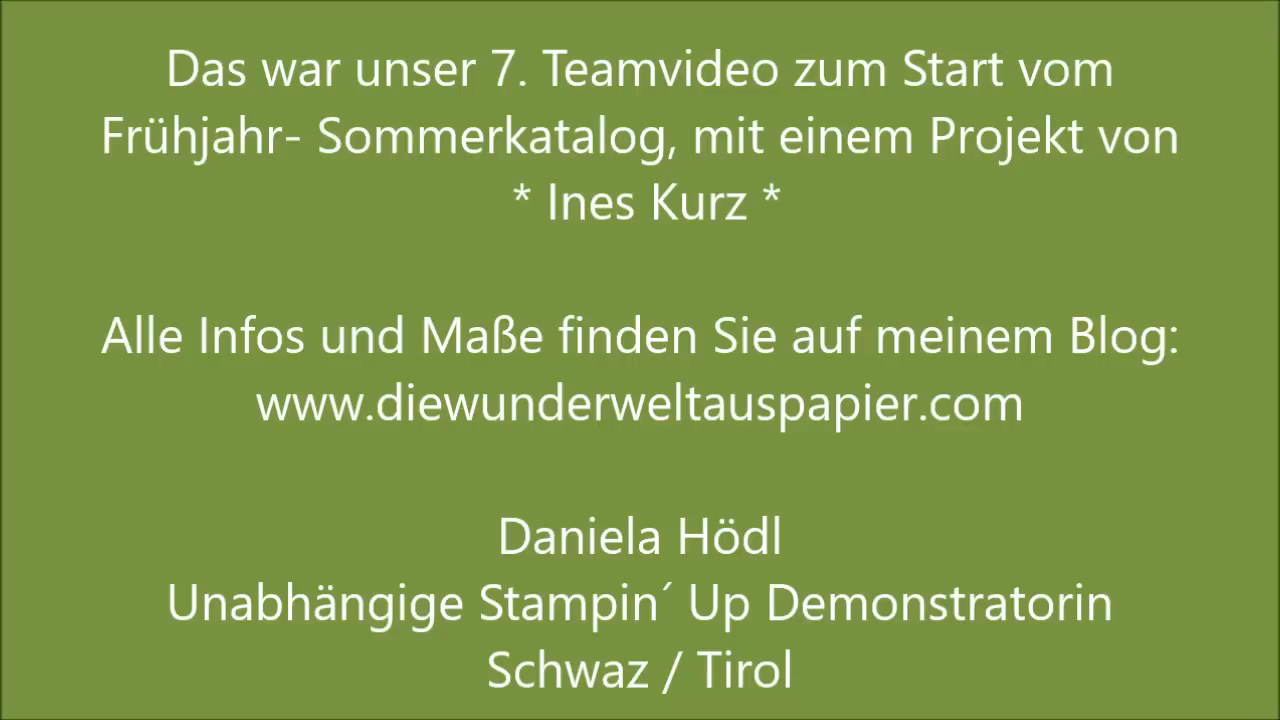 Das war unser 7. Teamvideo zum Start vom
Frühjahr- Sommerkatalog, mit einem Projekt von
* Ines Kurz *
Alle Infos und Maße finden Sie auf meinem Blog:
www.diewunderweltauspapier.com
Daniela Hödl
Unabhängige Stampin´ Up Demonstratorin
Schwaz / Tirol